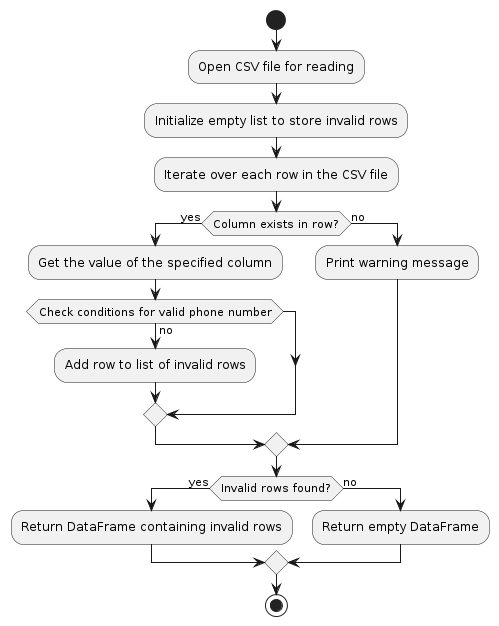 Open CSV file for reading
Initialize empty list to store invalid rows
Iterate over each row in the CSV file
yes
Column exists in row?
no
Get the value of the specified column
Print warning message
Check conditions for valid phone number
no
Add row to list of invalid rows
yes
Invalid rows found?
no
Return DataFrame containing invalid rows
Return empty DataFrame